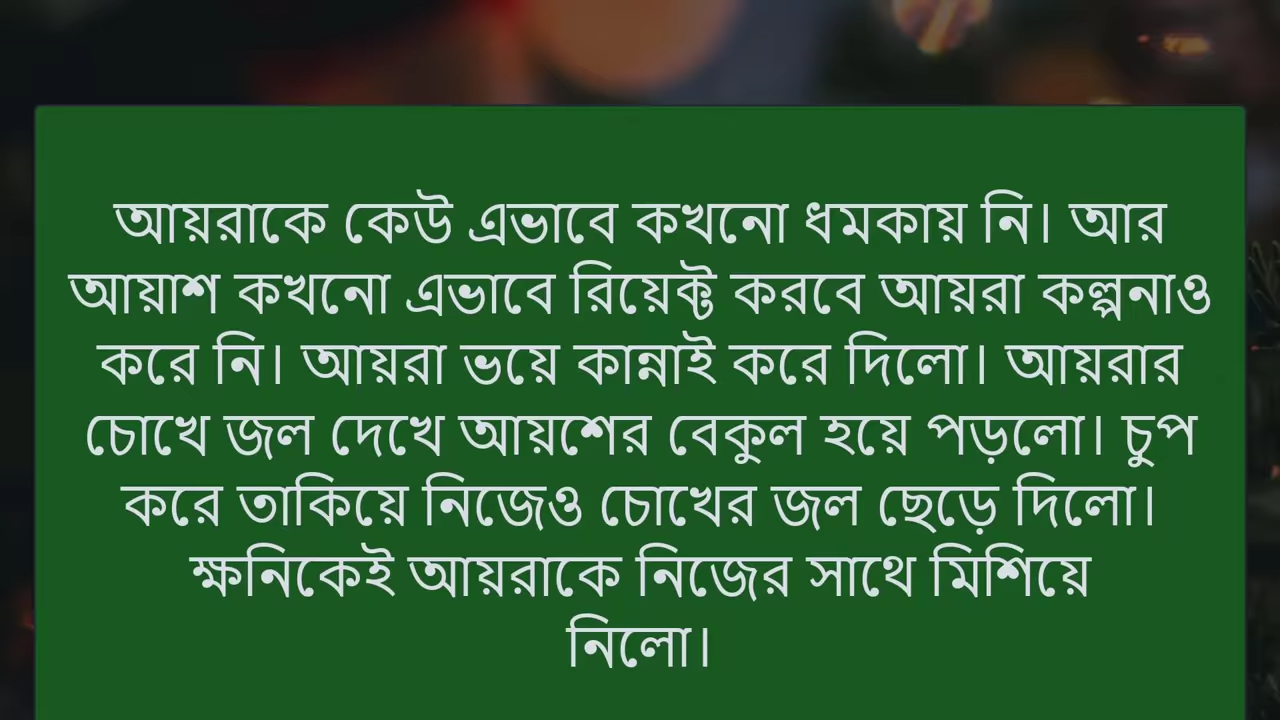 আয়রাকে কেউ এভাবে কখনো ধমকায় নি। আর
আয়াশ কখনো এভাবে রিয়েক্ট করবে আয়রা কল্পনাও
করে নি। আয়রা ভয়ে কান্নাই করে দিলো। আয়রার
চোখে জল দেখে আয়শের বেকুল হয়ে পড়লো। চুপ
করে তাকিয়ে নিজেও চোখের জল ছেড়ে দিলো।
ক্ষনিকেই আয়রাকে নিজের সাথে মিশিয়ে
নিলো।